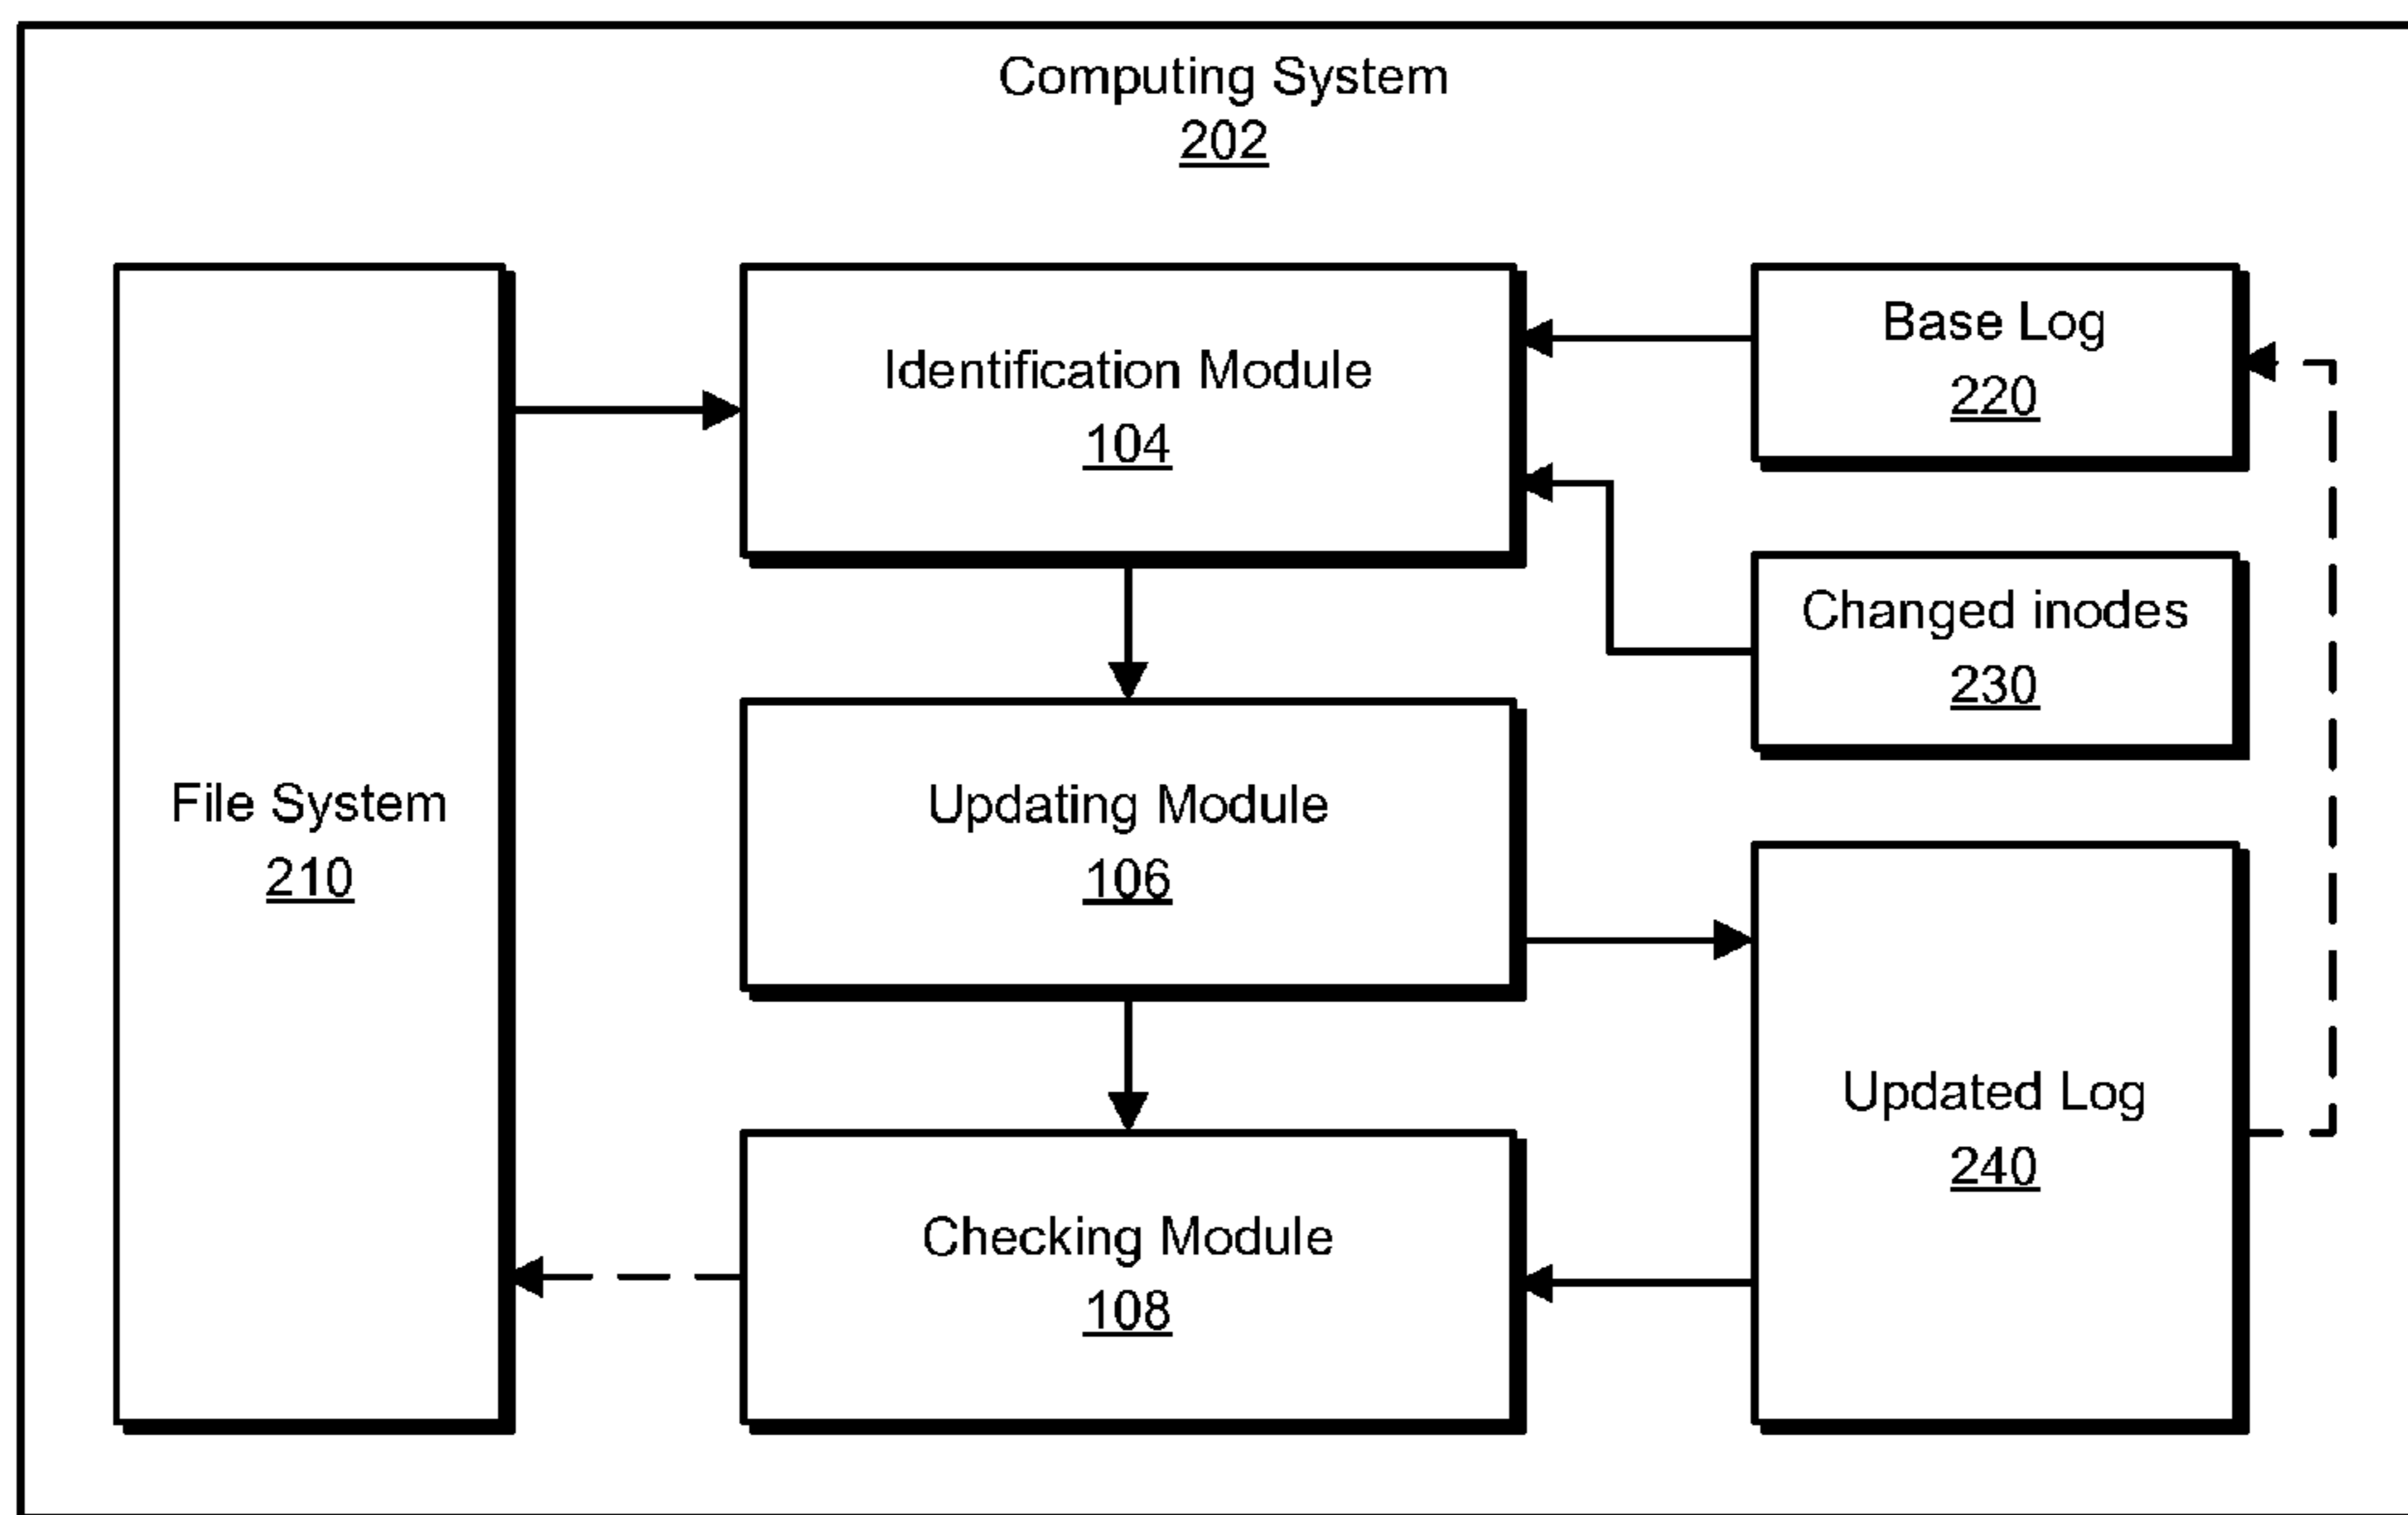 Computing System
202
File System
210
Identification Module
104
Base Log
220
Changed inodes
230
Updating Module
106
Updated Log
240
Checking Module
108